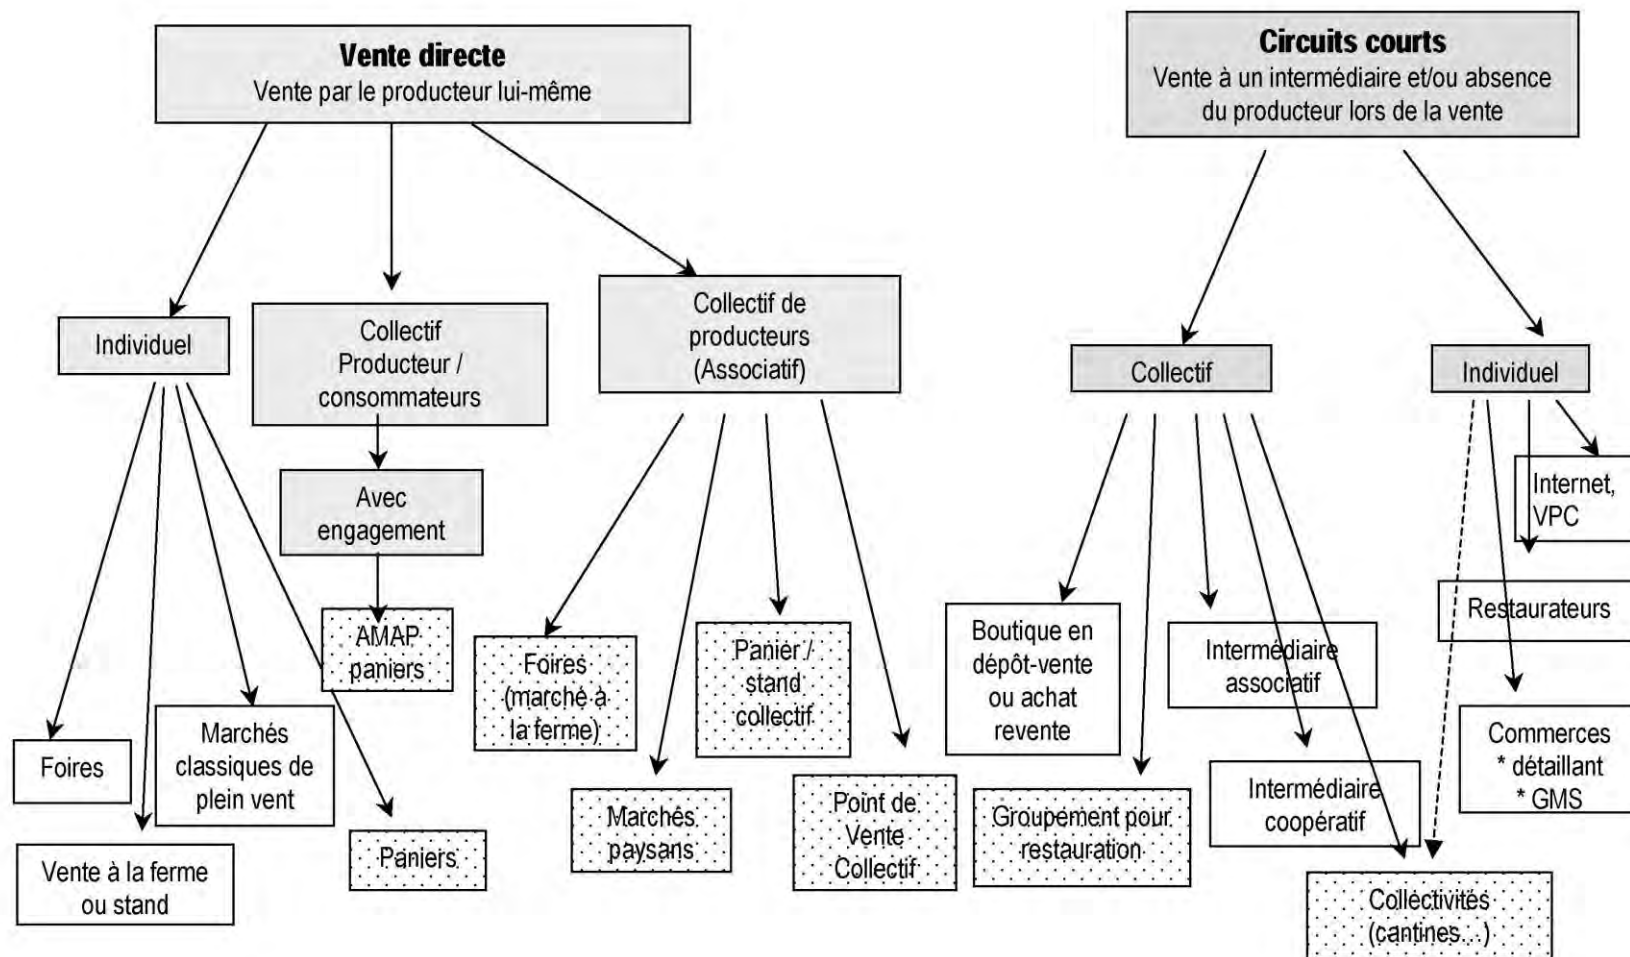 Vente directe
Vente par le producteur lui-même
Circuits courts
Vente à un intermédiaire et/ou absence
du producteur lors de la vente
Individuel
Collectif
Producteur /
consommateurs
Collectif de
producteurs
(Associatif)
Collectif
Individuel
Avec
engagement
Internet,
VPC
AMAP
paniers
Foires
(marché à
la ferme)
Panier /
stand
collectif
Boutique en
dépôt-vente
ou achat
revente
Intermédiaire
associatif
Restaurateurs
Foires
Marchés
classiques de
plein vent
Commerces
* détaillant
* GMS
Vente à la ferme
ou stand
Paniers
Marchés
paysans
Point de
Vente
Collectif
Groupement pour
restauration
Intermédiaire
coopératif
Collectivités
(cantines…)